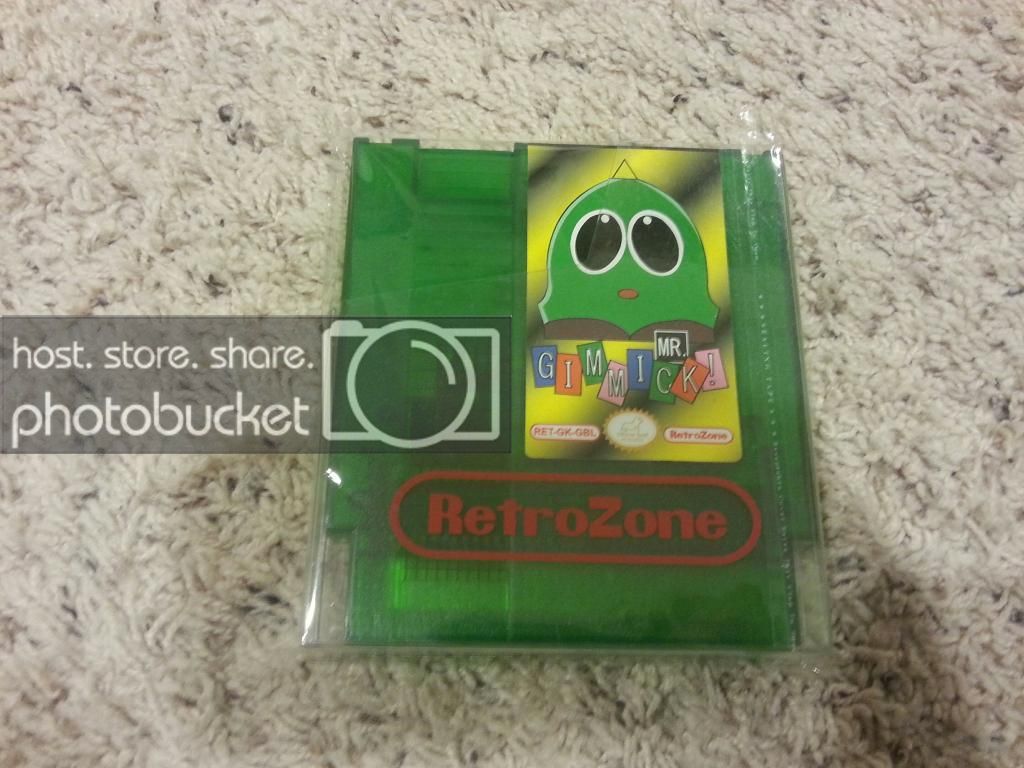 host. store. share.
photobucket
MR.
GIMMICK!
RET-GK-GBL
RetroZone
RetroZone